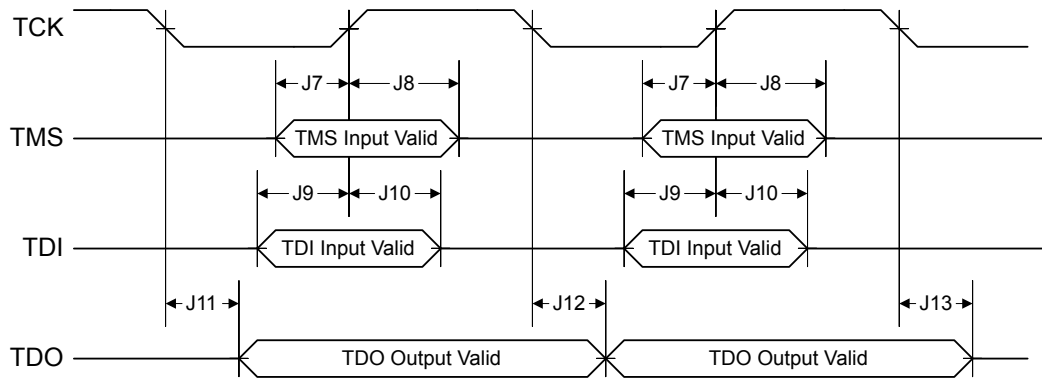 TCK
J7 J8 J7 J8
TMS TMS Input Valid TMS Input Valid
J9 J10 J9 J10
TDI TDI Input Valid TDI Input Valid
J11 J12 J13
TDO TDO Output Valid TDO Output Valid